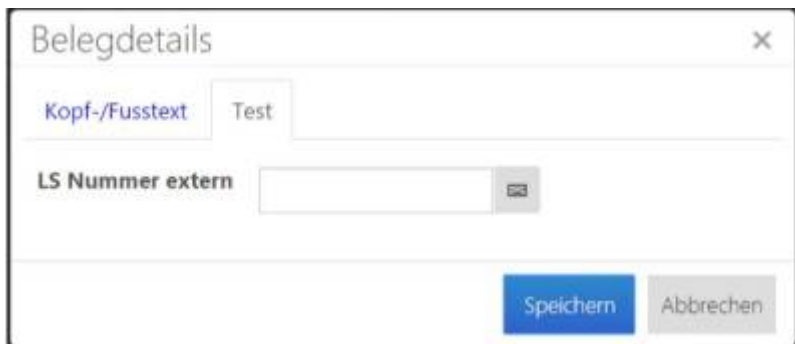 Belegdetails
Kopf-/Fusstext Test
LS Nummer extern
Speichern Abbrechen